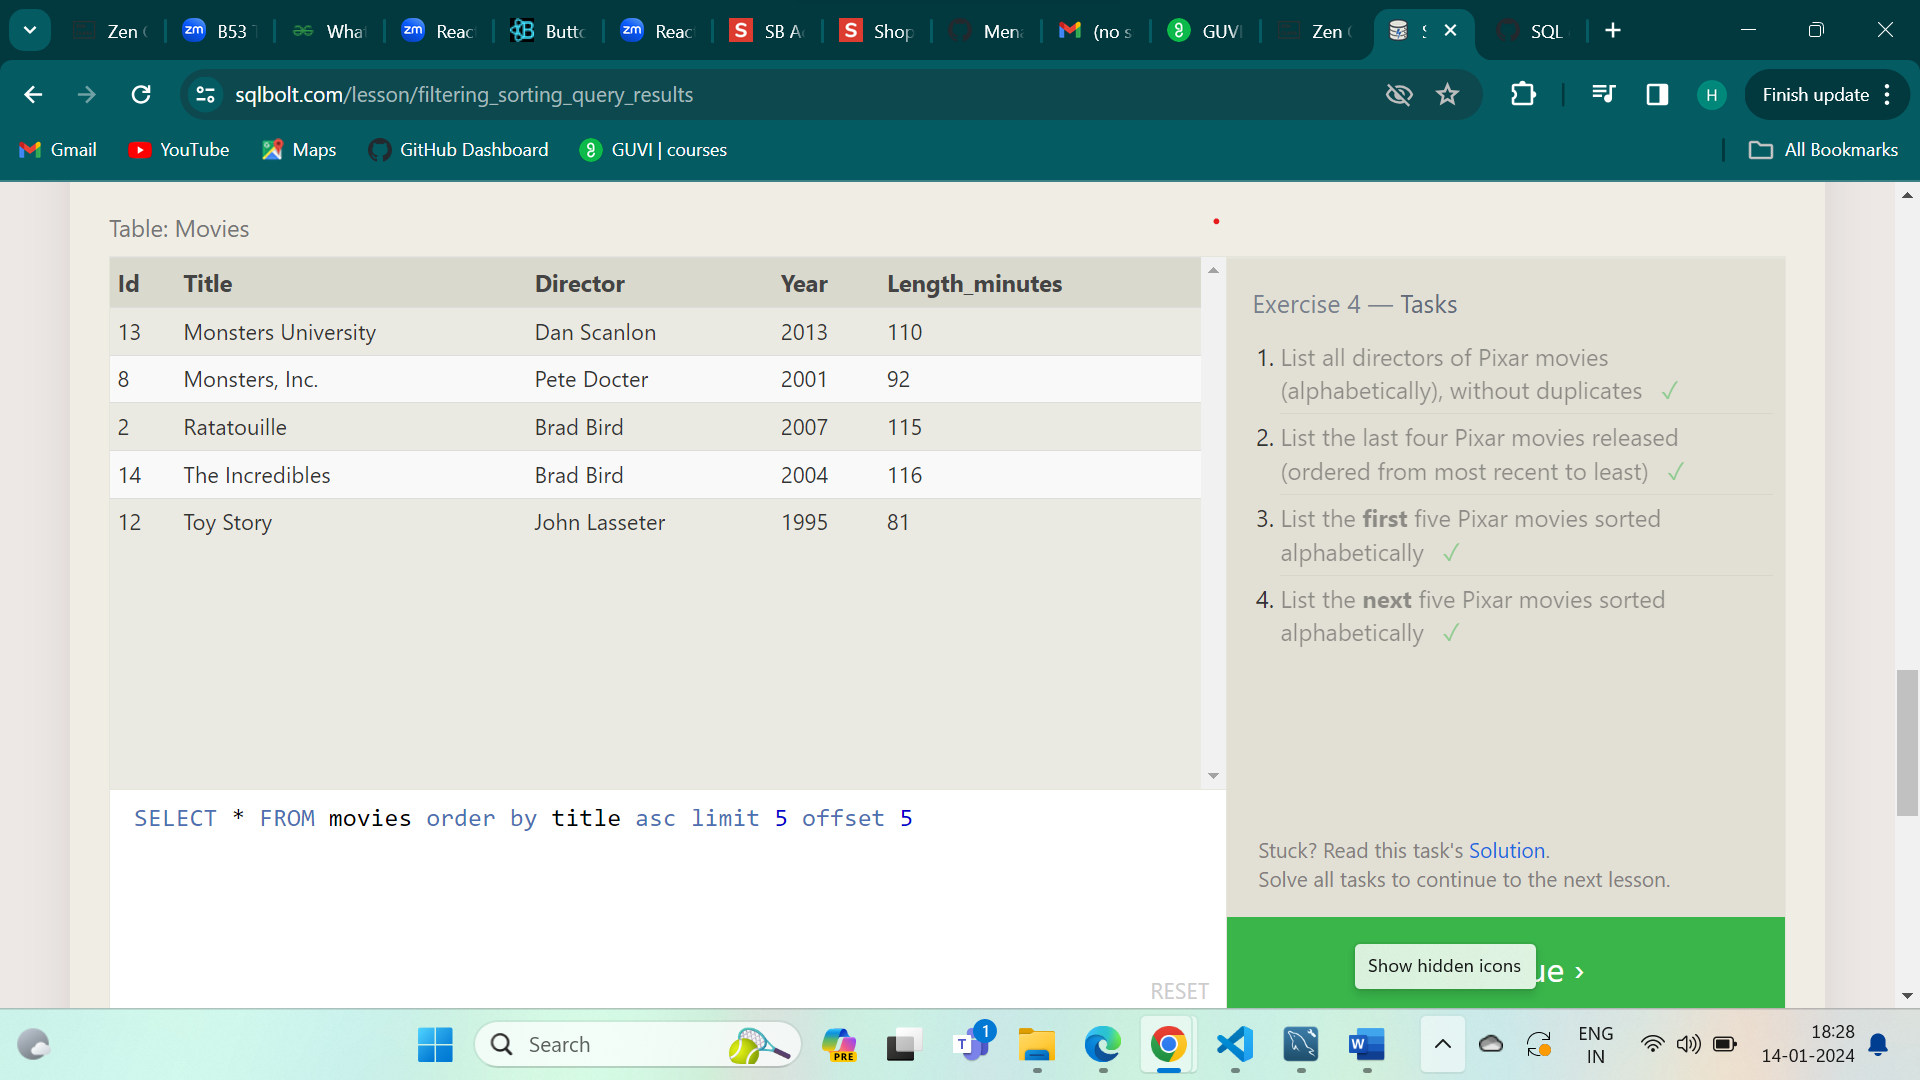 Zen
B53
What
React
Butto
React
SB A
Shop
Men
(no s
GUVI
Zen
SQL
sqlbolt.com/lesson/filtering_sorting_query_results
H
Finish update
Gmail
YouTube
Maps
GitHub Dashboard
GUVI | courses
All Bookmarks
Table: Movies
Id Title Director Year Length_minutes
13 Monsters University Dan Scanlon 2013 110
8 Monsters, Inc. Pete Docter 2001 92
2 Ratatouille Brad Bird 2007 115
14 The Incredibles Brad Bird 2004 116
12 Toy Story John Lasseter 1995 81
SELECT * FROM movies order by title asc limit 5 offset 5
RESET
Exercise 4 — Tasks
1. List all directors of Pixar movies
(alphabetically), without duplicates ✓
2. List the last four Pixar movies released
(ordered from most recent to least) ✓
3. List the first five Pixar movies sorted
alphabetically ✓
4. List the next five Pixar movies sorted
alphabetically ✓
Stuck? Read this task's Solution.
Solve all tasks to continue to the next lesson.
Show hidden icons
ue ›
Search
PRE
1
ENG
IN
18:28
14-01-2024